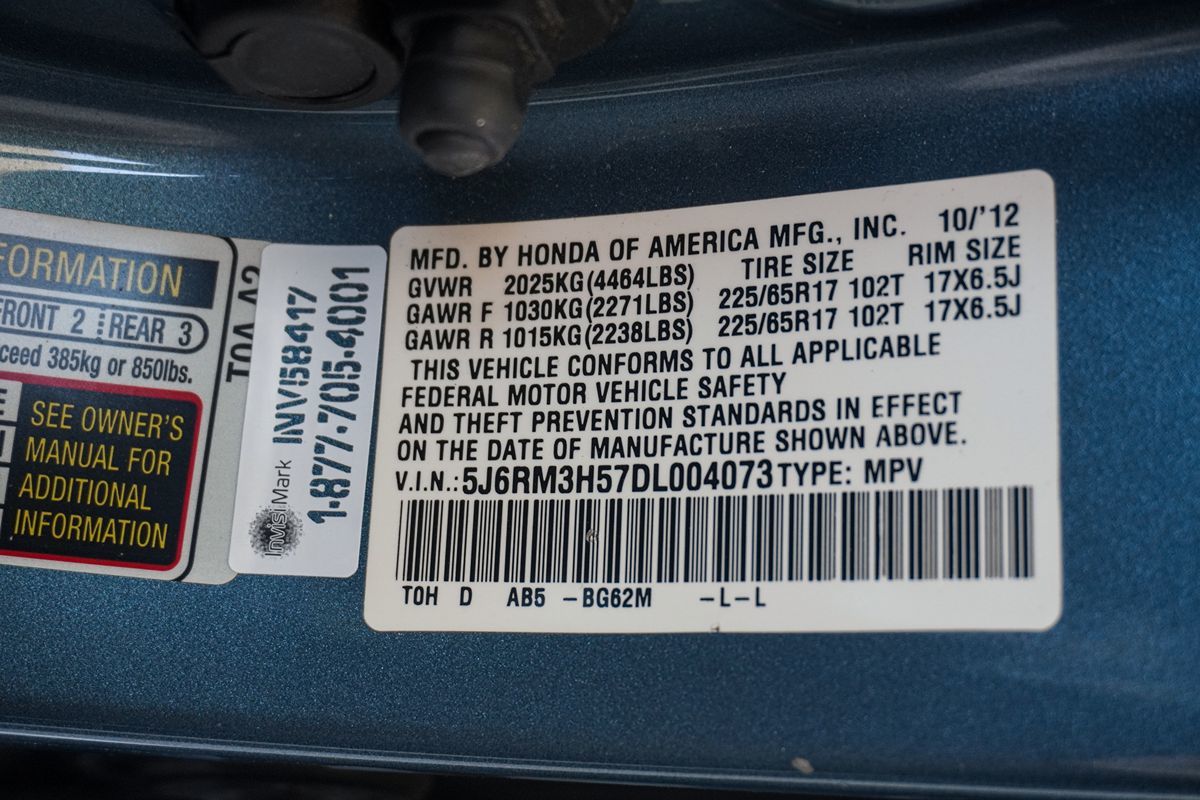 FORMATION
FRONT 2 REAR 3
ceed 385kg or 850lbs.
SEE OWNER'S
MANUAL FOR
ADDITIONAL
INFORMATION
T0A A2
InvisiMark INV58417
1-877-705-4001
MFD. BY HONDA OF AMERICA MFG., INC. 10/'12
GVWR 2025KG(4464LBS) TIRE SIZE RIM SIZE
GAWR F 1030KG(2271LBS) 225/65R17 102T 17X6.5J
GAWR R 1015KG(2238LBS) 225/65R17 102T 17X6.5J
THIS VEHICLE CONFORMS TO ALL APPLICABLE
FEDERAL MOTOR VEHICLE SAFETY
AND THEFT PREVENTION STANDARDS IN EFFECT
ON THE DATE OF MANUFACTURE SHOWN ABOVE.
V.I.N.: 5J6RM3H57DL004073 TYPE: MPV
TOH D AB5 -BG62M -L-L